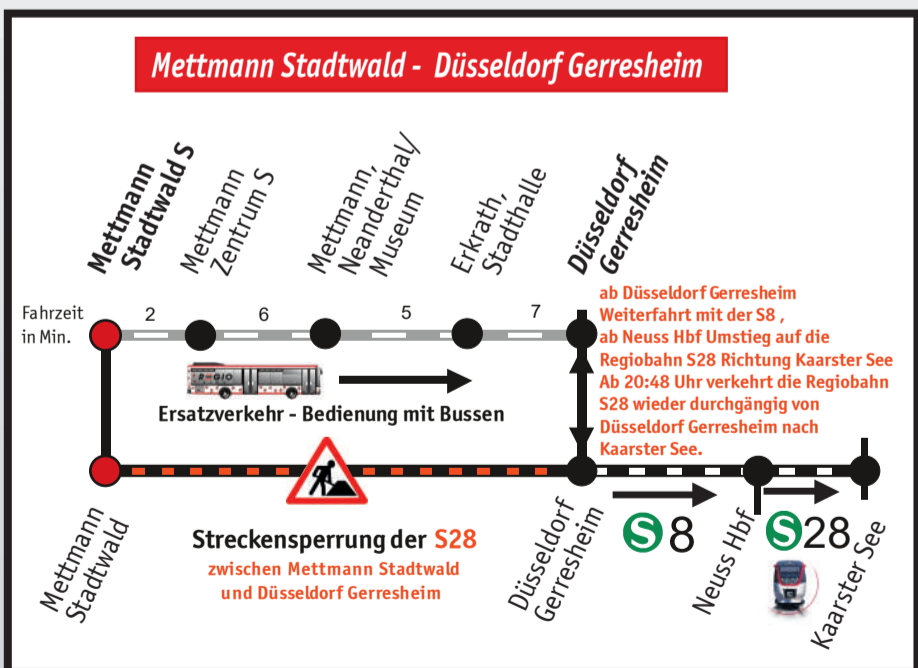 Mettmann Stadtwald - Düsseldorf Gerresheim
Mettmann
Stadtwald S
Mettmann
Zentrum S
Mettmann,
Neanderthal/
Museum
Erkrath,
Stadthalle
Düsseldorf
Gerresheim
Fahrzeit
in Min.
2
6
5
7
ab Düsseldorf Gerresheim
Weiterfahrt mit der S8 ,
ab Neuss Hbf Umstieg auf die
Regiobahn S28 Richtung Kaarster See
Ab 20:48 Uhr verkehrt die Regiobahn
S28 wieder durchgängig von
Düsseldorf Gerresheim nach
Kaarster See.
Ersatzverkehr - Bedienung mit Bussen
Mettmann
Stadtwald
Streckensperrung der S28
zwischen Mettmann Stadtwald
und Düsseldorf Gerresheim
Düsseldorf
Gerresheim
S 8
Neuss Hbf
S 28
Kaarster See